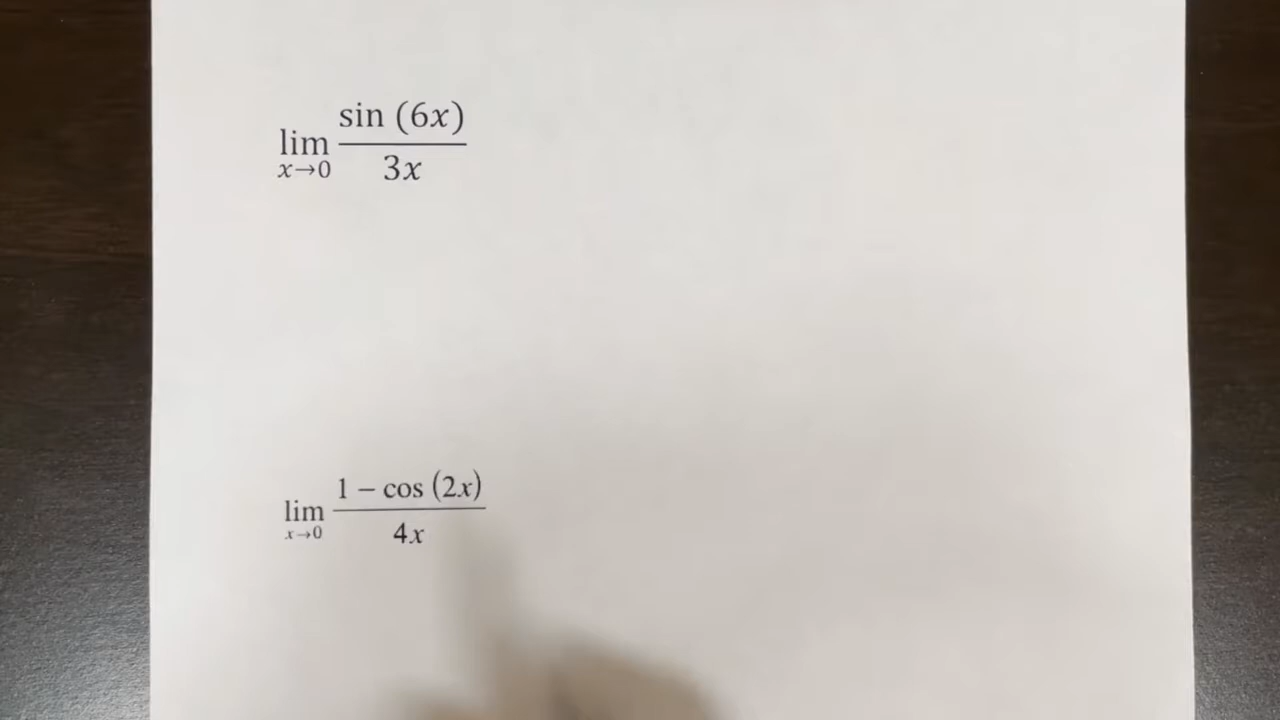 lim x→0 sin (6x) / 3x
lim x→0 1 − cos (2x) / 4x